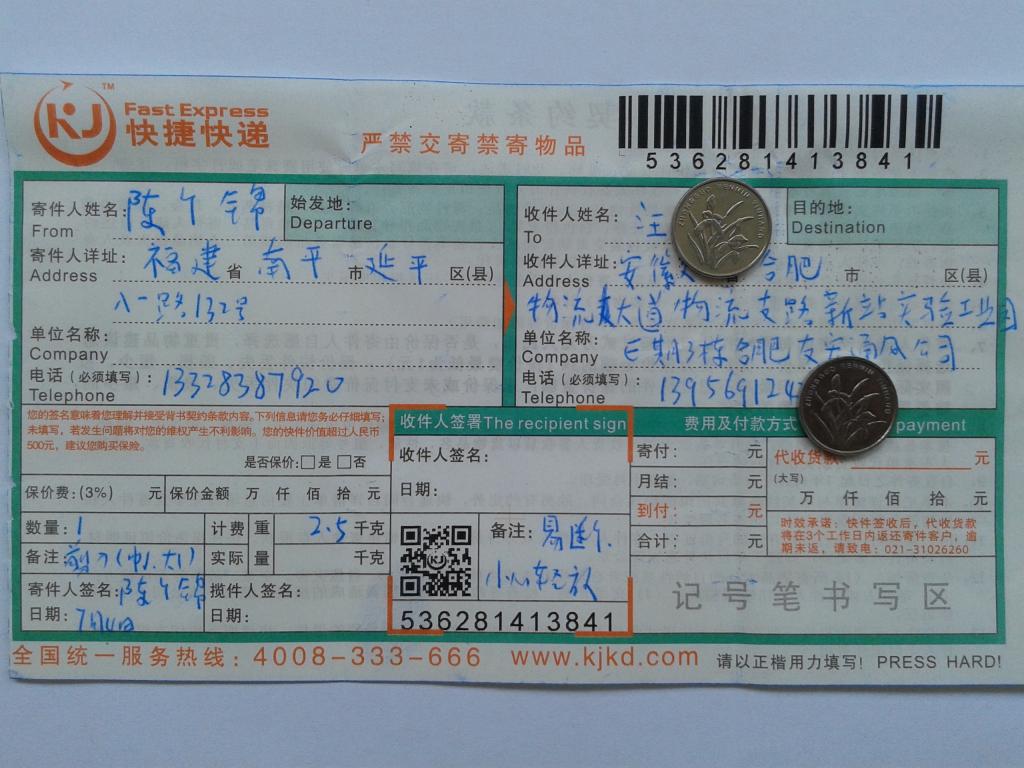 KJ TM
Fast Express
快捷快递
严禁交寄禁寄物品
536281413841
寄件人姓名: 陈 锦
From
始发地:
Departure
寄件人详址: 福建 省 南平 市 延平 区(县)
Address
八一路132号
单位名称:
Company
电话(必须填写): 13328387920
Telephone
收件人姓名: 汪
To
目的地:
Destination
收件人详址: 安徽 省 合肥 市 区(县)
Address
物流大道 物流支路新站实验工业园
单位名称: 期3栋合肥友 公司
Company
电话(必须填写): 139569124
Telephone
您的签名意味着您理解并接受背书契约条款内容。下列信息请您务必仔细填写;
未填写,若发生问题将对您的维权产生不利影响。您的快件价值超过人民币
500元,建议您购买保险。
是否保价: 是 否
保价费:(3%) 元 保价金额 万 仟 佰 拾 元
数量: 1 计费 重 2.5 千克
备注 剪刀(中.大) 实际 量 千克
寄件人签名: 陈 锦 揽件人签名:
日期: 7月4日 日期:
收件人签署 The recipient sign
收件人签名:
日期:
备注: 易断
小心轻放
536281413841
费用及付款方式 payment
寄付: 元
月结: 元
到付: 元
合计: 元
代收货款 元
(大写)
万 仟 佰 拾 元
时效承诺: 快件签收后,代收货款
将在3个工作日内返还寄件客户,逾
期未返,请致电: 021-31026260
记号笔书写区
全国统一服务热线: 4008-333-666 www.kjkd.com 请以正楷用力填写! PRESS HARD!